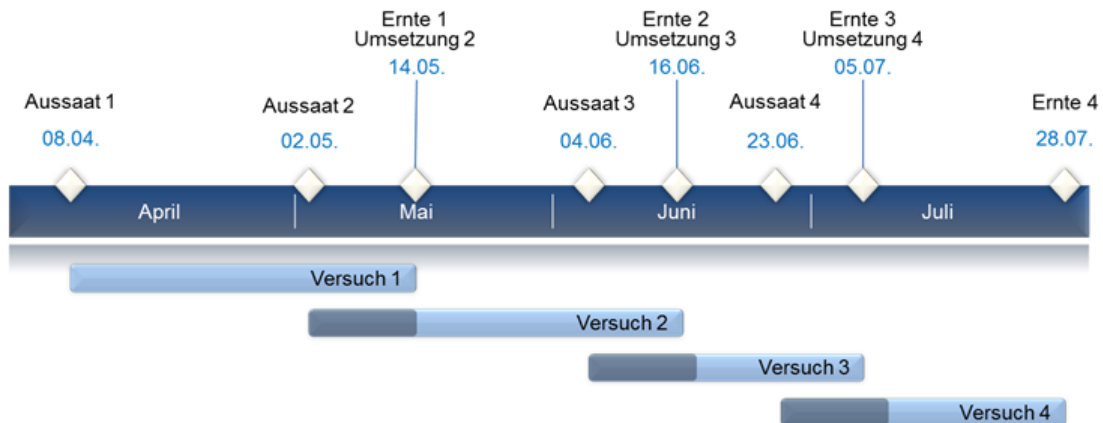 Ernte 1
Umsetzung 2
14.05.
Ernte 2
Umsetzung 3
16.06.
Ernte 3
Umsetzung 4
05.07.
Aussaat 1
08.04.
Aussaat 2
02.05.
Aussaat 3
04.06.
Aussaat 4
23.06.
Ernte 4
28.07.
April
Mai
Juni
Juli
Versuch 1
Versuch 2
Versuch 3
Versuch 4